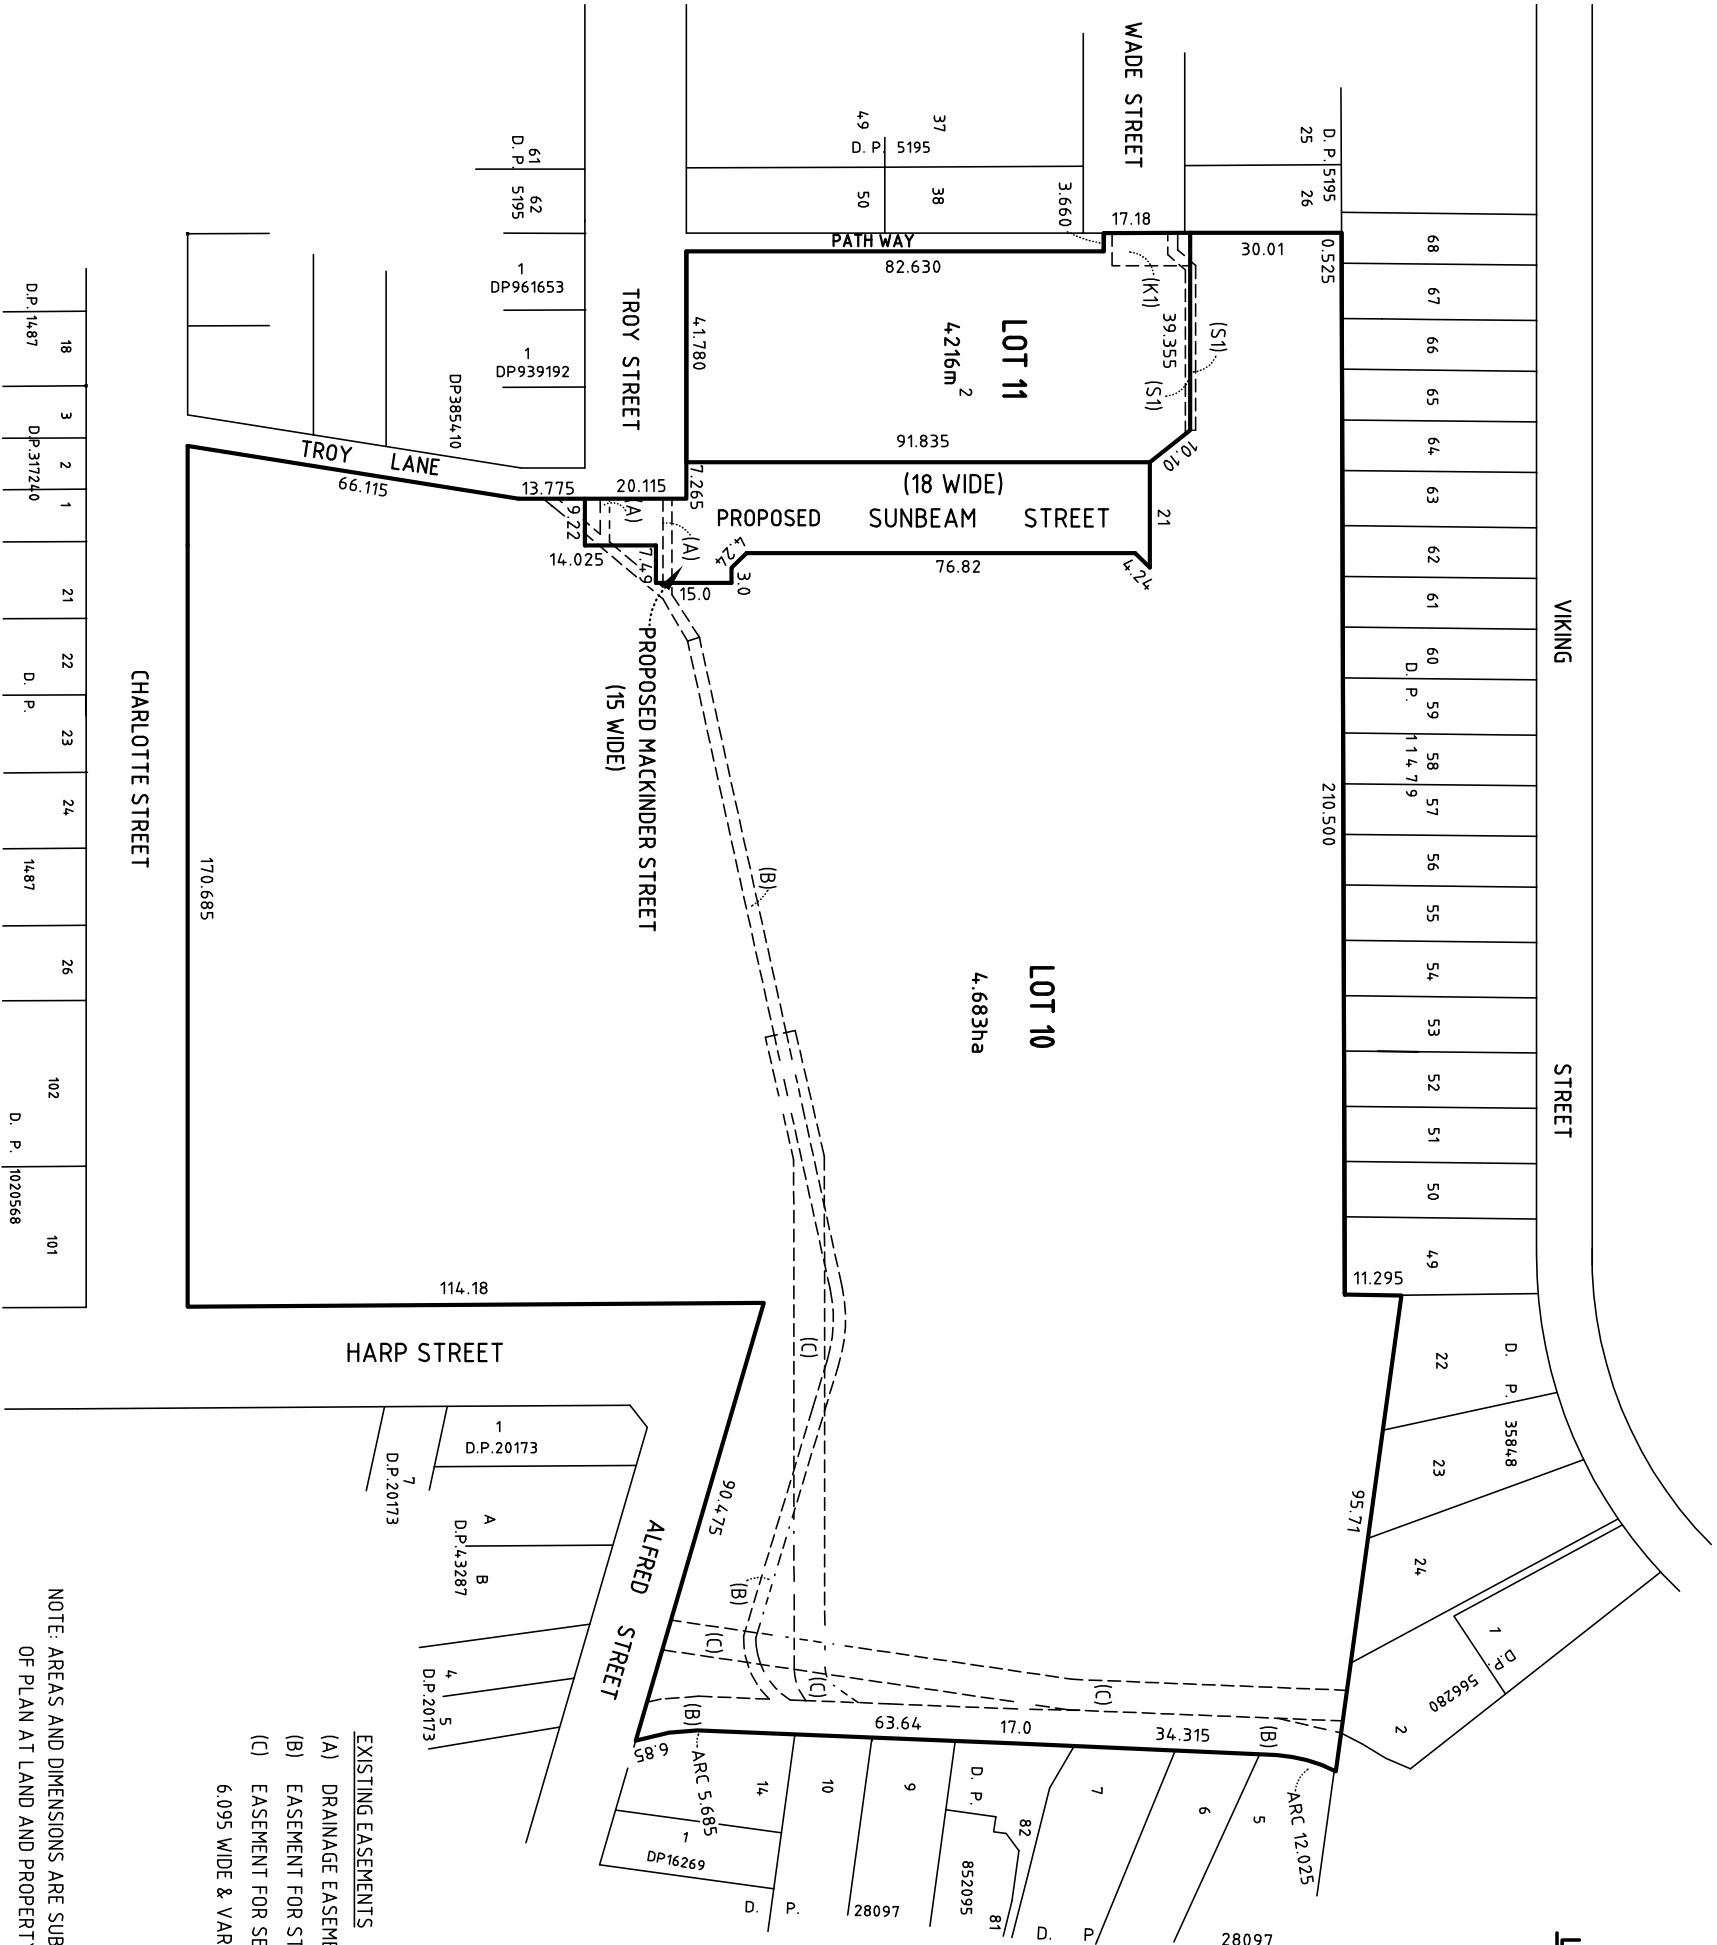 WADE STREET
TROY STREET
TROY LANE
CHARLOTTE STREET
HARP STREET
ALFRED STREET
VIKING STREET
PATH WAY
PROPOSED SUNBEAM STREET
(18 WIDE)
PROPOSED MACKINDER STREET
(15 WIDE)
LOT 11
4216m²
LOT 10
4.683ha
37
49
D. P. 5195
38
50
25
D. P. 5195
26
61
D. P. 5195
62
1
DP961653
1
DP939192
DP385410
3.660
17.18
30.01
0.525
82.630
41.780
39.355
91.835
10.10
7.265
20.115
13.775
66.115
9.22
14.025
7.49
15.0
3.0
4.24
76.82
4.24
21
210.500
11.295
95.71
170.685
114.18
90.475
6.85
ARC 5.685
63.64
17.0
34.315
ARC 12.025
(K1)
(S1)
(S1)
(A)
(A)
(B)
(C)
(B)
(C)
(C)
(C)
(B)
(B)
68
67
66
65
64
63
62
61
60
59
58
57
56
55
54
53
52
51
50
49
D. P. 11479
22
23
24
D. P. 35848
1
D.P. 566280
2
D.P.1487
18
3
D.P.317240
2
1
21
22
D. P.
23
24
1487
26
102
D. P. 1020568
101
1
D.P.20173
7
D.P.20173
A
D.P.43287
B
4
D.P.20173
5
1
DP16269
14
10
9
D. P.
852095
82
81
7
6
5
D. P. 28097
D. P
28097
EXISTING EASEMENTS
(A) DRAINAGE EASEME
(B) EASEMENT FOR ST
(C) EASEMENT FOR SE
6.095 WIDE & VAR
NOTE: AREAS AND DIMENSIONS ARE SUB
OF PLAN AT LAND AND PROPERTY